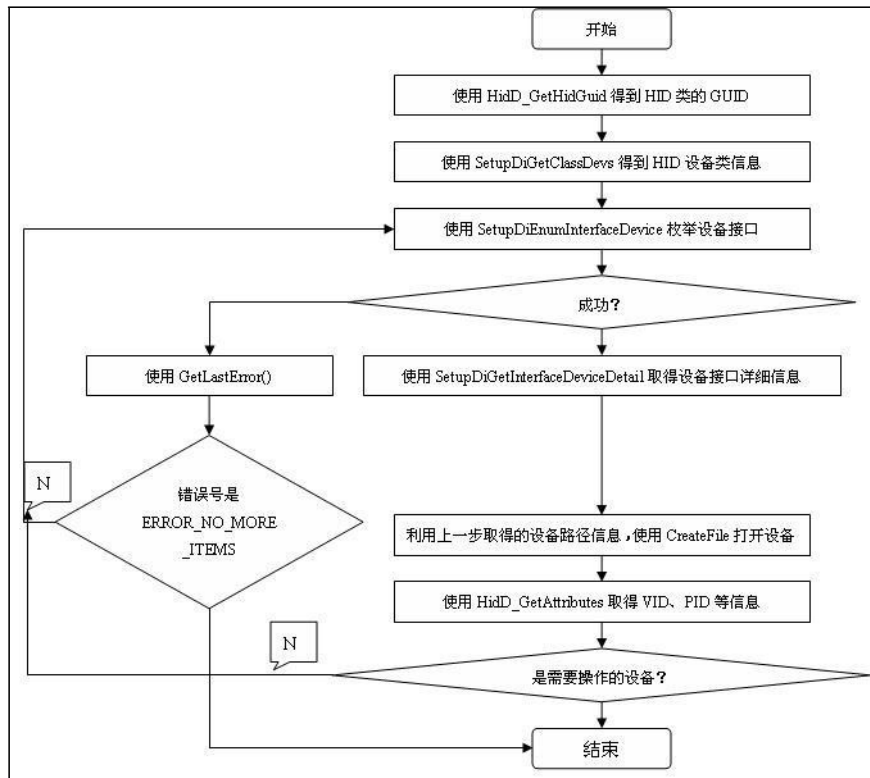 开始
使用 HidD_GetHidGuid 得到 HID 类的 GUID
使用 SetupDiGetClassDevs 得到 HID 设备类信息
使用 SetupDiEnumInterfaceDevice 枚举设备接口
成功？
使用 GetLastError()
使用 SetupDiGetInterfaceDeviceDetail 取得设备接口详细信息
N
错误号是
ERROR_NO_MORE
_ITEMS
利用上一步取得的设备路径信息，使用 CreateFile 打开设备
使用 HidD_GetAttributes 取得 VID、PID 等信息
N
是需要操作的设备？
结束